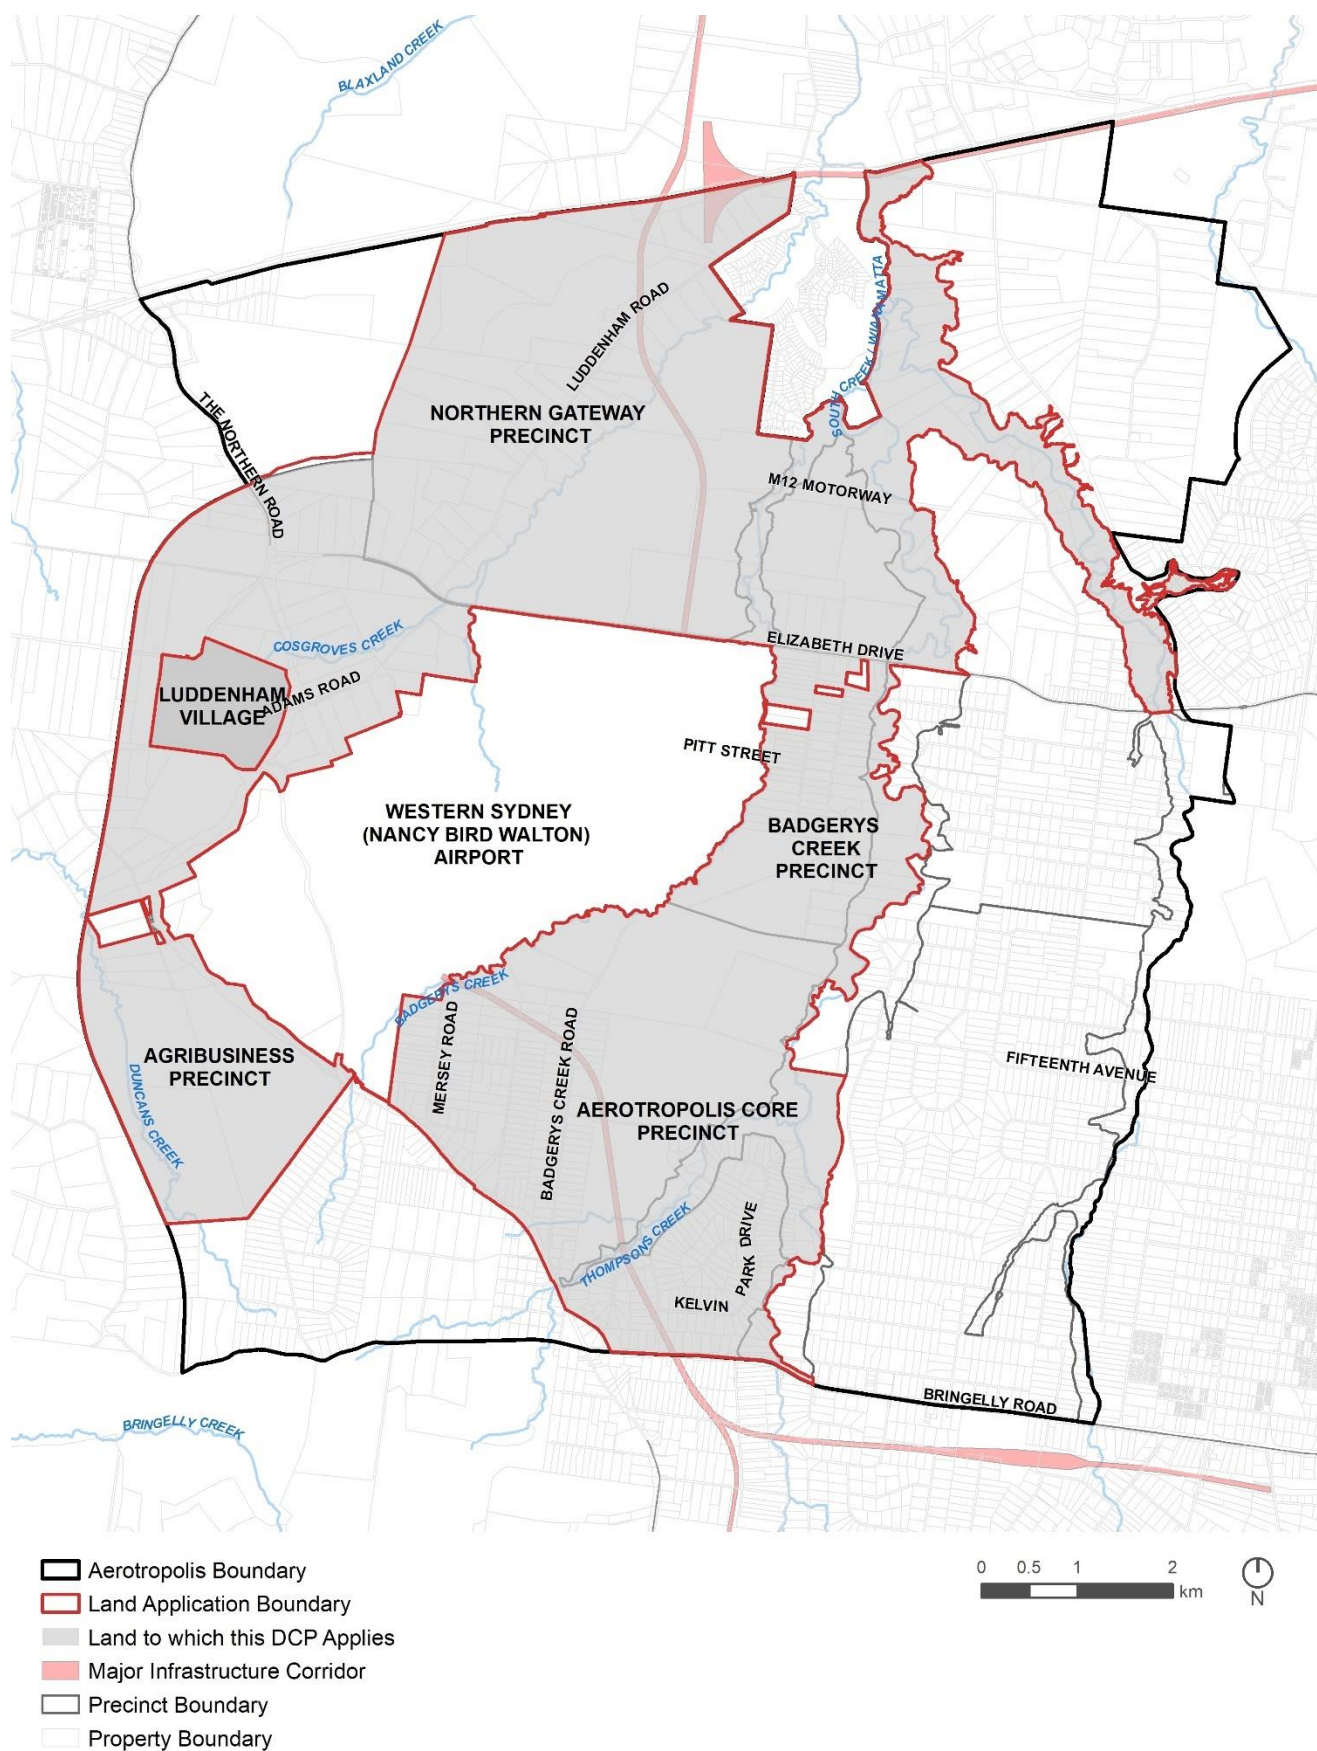 BLAXLAND CREEK
LUDDENHAM ROAD
SOUTH CREEK / WIANAMATTA
THE NORTHERN ROAD
NORTHERN GATEWAY
PRECINCT
M12 MOTORWAY
COSGROVES CREEK
ELIZABETH DRIVE
ADAMS ROAD
LUDDENHAM
VILLAGE
PITT STREET
WESTERN SYDNEY
(NANCY BIRD WALTON)
AIRPORT
BADGERYS
CREEK
PRECINCT
BADGERYS CREEK
MERSEY ROAD
BADGERYS CREEK ROAD
AGRIBUSINESS
PRECINCT
DUNCANS CREEK
FIFTEENTH AVENUE
AEROTROPOLIS CORE
PRECINCT
THOMPSONS CREEK
PARK DRIVE
KELVIN
BRINGELLY ROAD
BRINGELLY CREEK
Aerotropolis Boundary
Land Application Boundary
Land to which this DCP Applies
Major Infrastructure Corridor
Precinct Boundary
Property Boundary
0 0.5 1 2
km
N